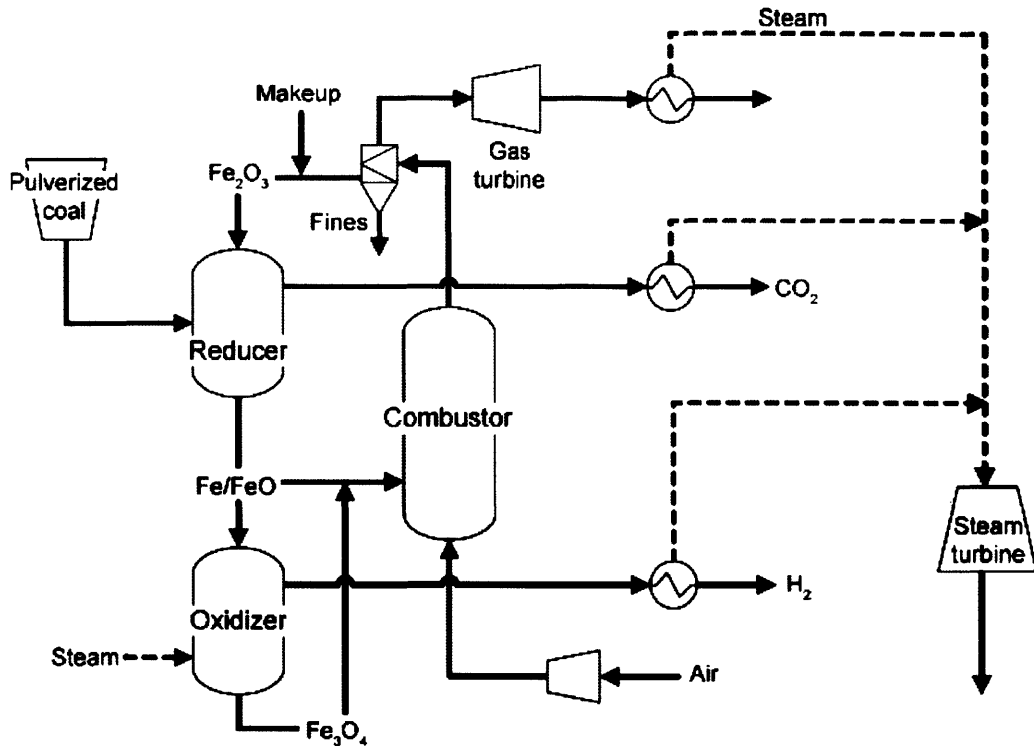 Steam
Makeup
Gas
turbine
Fe₂O₃
Pulverized
coal
Fines
CO₂
Reducer
Combustor
Fe/FeO
Steam
turbine
H₂
Oxidizer
Steam
Air
Fe₃O₄